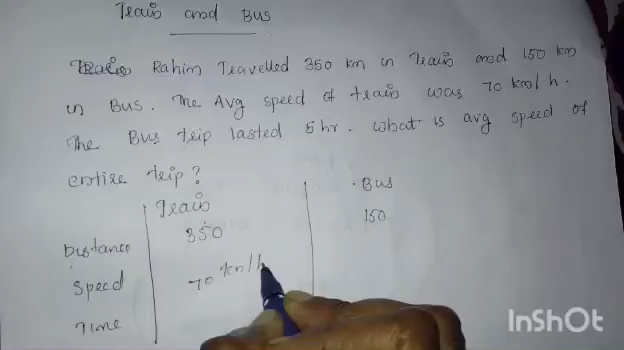 Train and Bus
Rahim Travelled 350 km in Train and 150 km
in Bus. The Avg speed of train was 70 km/h.
The Bus trip lasted 5 hr. what is avg speed of
entire trip?
Train Bus
Distance 350 150
Speed 70 km/h
Time
InShOt